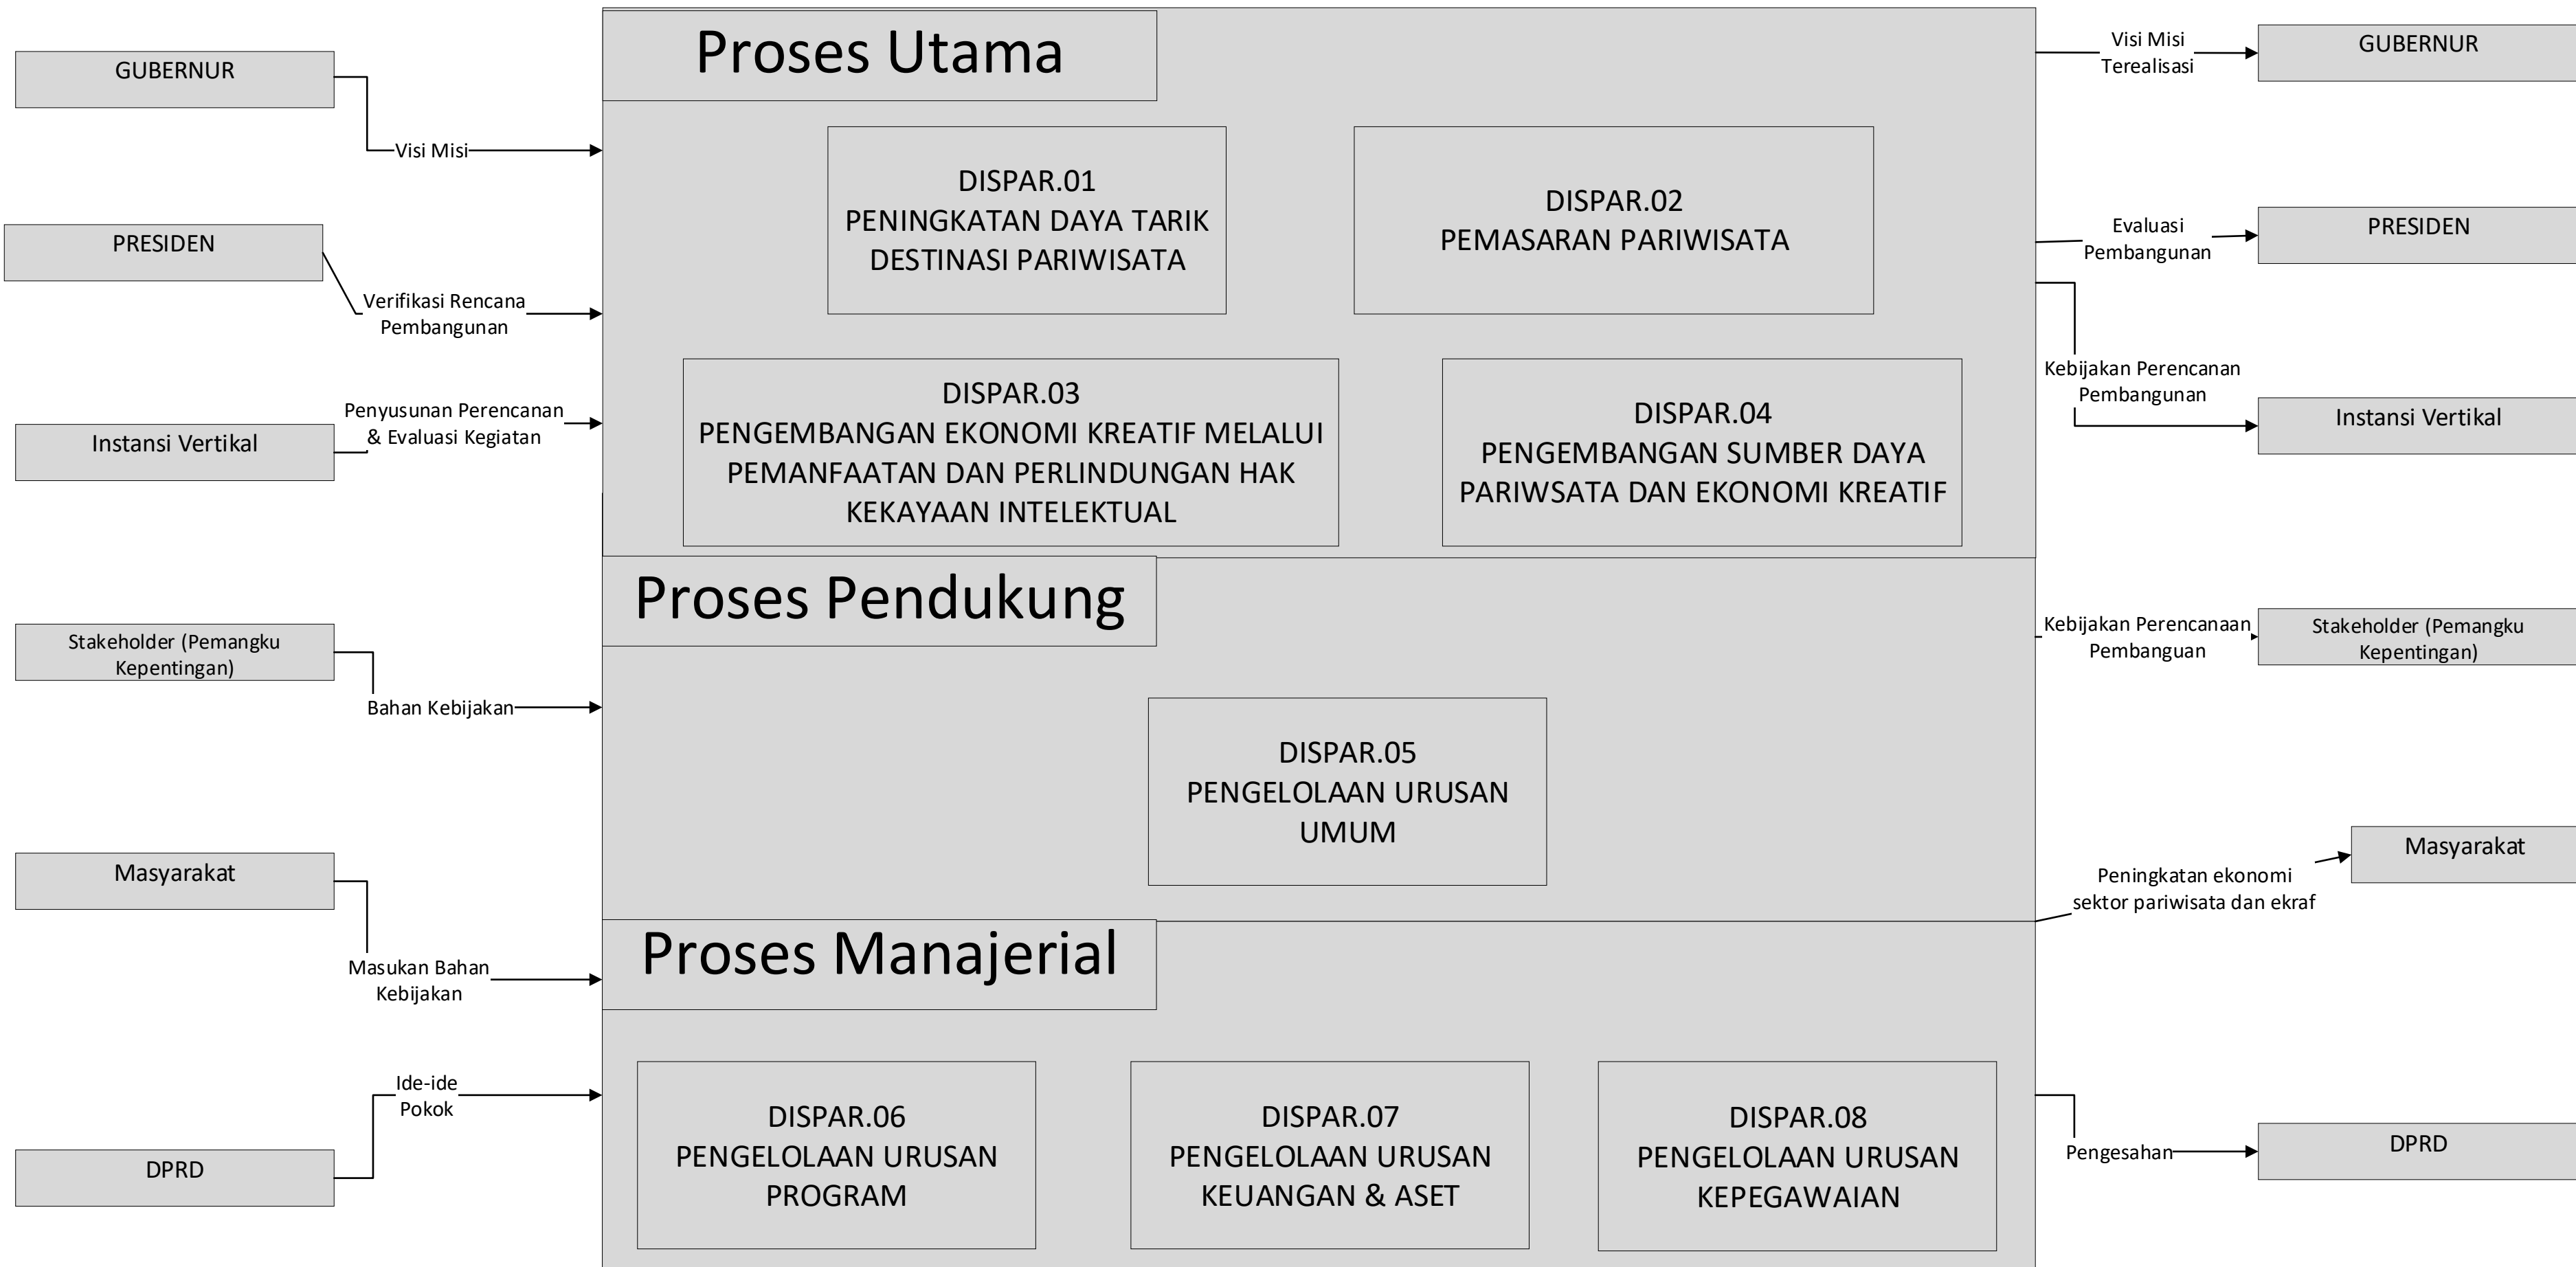 GUBERNUR
Visi Misi
PRESIDEN
Verifikasi Rencana
Pembangunan
Instansi Vertikal
Penyusunan Perencanan
& Evaluasi Kegiatan
Stakeholder (Pemangku
Kepentingan)
Bahan Kebijakan
Masyarakat
Masukan Bahan
Kebijakan
Ide-ide
Pokok
DPRD
Proses Utama
DISPAR.01
PENINGKATAN DAYA TARIK
DESTINASI PARIWISATA
DISPAR.02
PEMASARAN PARIWISATA
DISPAR.03
PENGEMBANGAN EKONOMI KREATIF MELALUI
PEMANFAATAN DAN PERLINDUNGAN HAK
KEKAYAAN INTELEKTUAL
DISPAR.04
PENGEMBANGAN SUMBER DAYA
PARIWSATA DAN EKONOMI KREATIF
Proses Pendukung
DISPAR.05
PENGELOLAAN URUSAN
UMUM
Proses Manajerial
DISPAR.06
PENGELOLAAN URUSAN
PROGRAM
DISPAR.07
PENGELOLAAN URUSAN
KEUANGAN & ASET
DISPAR.08
PENGELOLAAN URUSAN
KEPEGAWAIAN
Visi Misi
Terealisasi
GUBERNUR
Evaluasi
Pembangunan
PRESIDEN
Kebijakan Perencanan
Pembangunan
Instansi Vertikal
Kebijakan Perencanaan
Pembanguan
Stakeholder (Pemangku
Kepentingan)
Masyarakat
Peningkatan ekonomi
sektor pariwisata dan ekraf
Pengesahan
DPRD